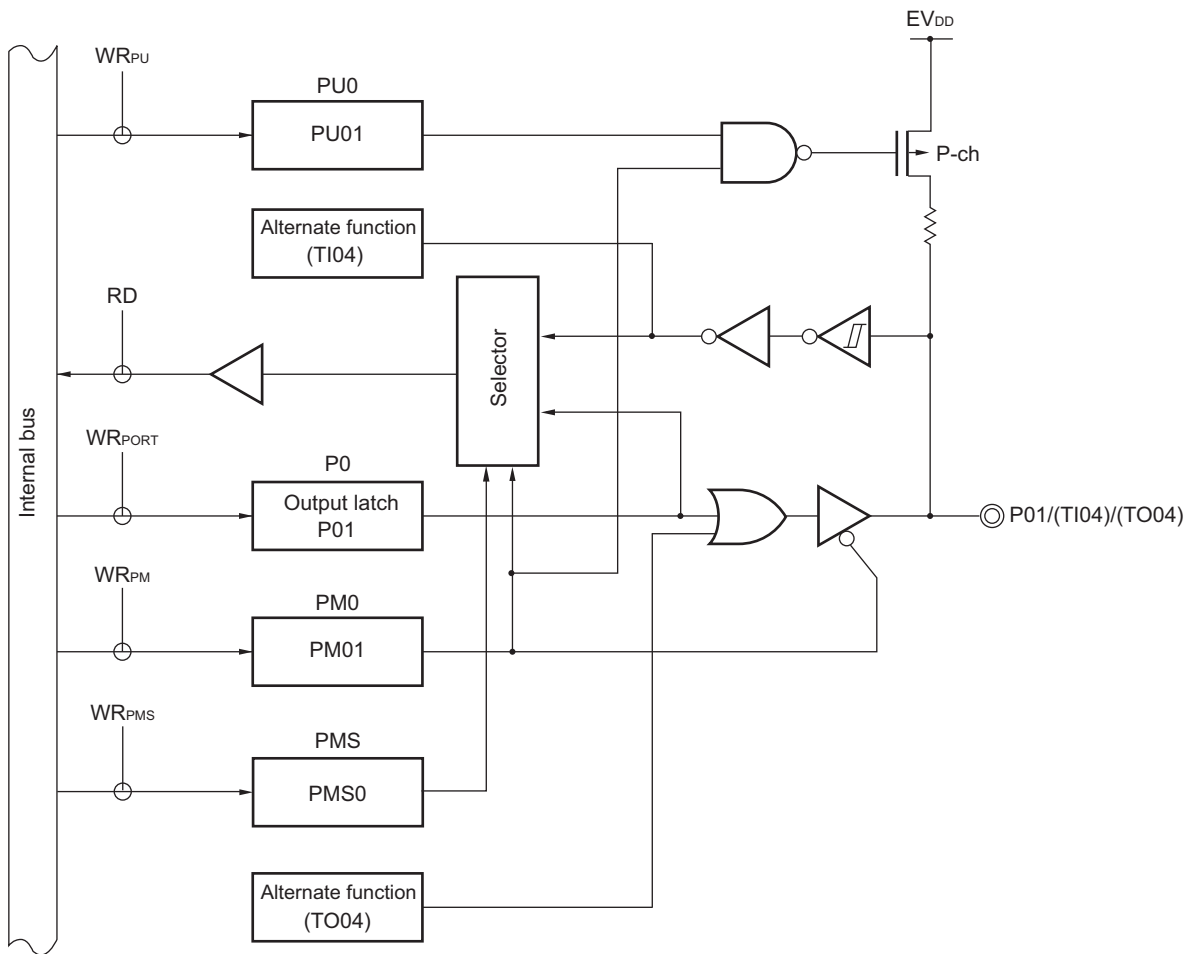 EVDD
WRPU
PU0
PU01
P-ch
Alternate function
(TI04)
RD
Selector
Internal bus
WRPORT
P0
Output latch
P01
P01/(TI04)/(TO04)
WRPM
PM0
PM01
WRPMS
PMS
PMS0
Alternate function
(TO04)